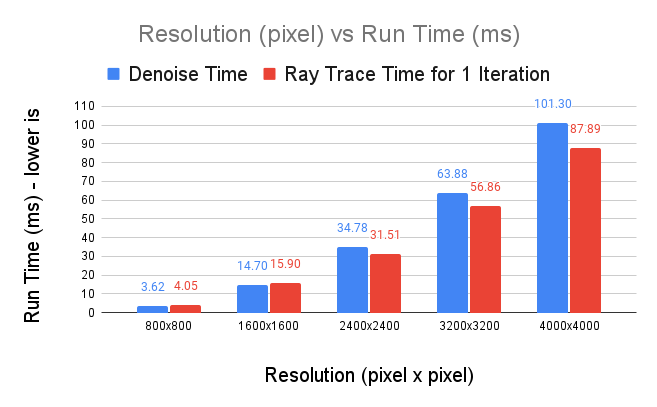 Resolution (pixel) vs Run Time (ms)
Denoise Time
Ray Trace Time for 1 Iteration
Run Time (ms) - lower is
110
100
90
80
70
60
50
40
30
20
10
0
3.62
4.05
14.70
15.90
34.78
31.51
63.88
56.86
101.30
87.89
800x800
1600x1600
2400x2400
3200x3200
4000x4000
Resolution (pixel x pixel)